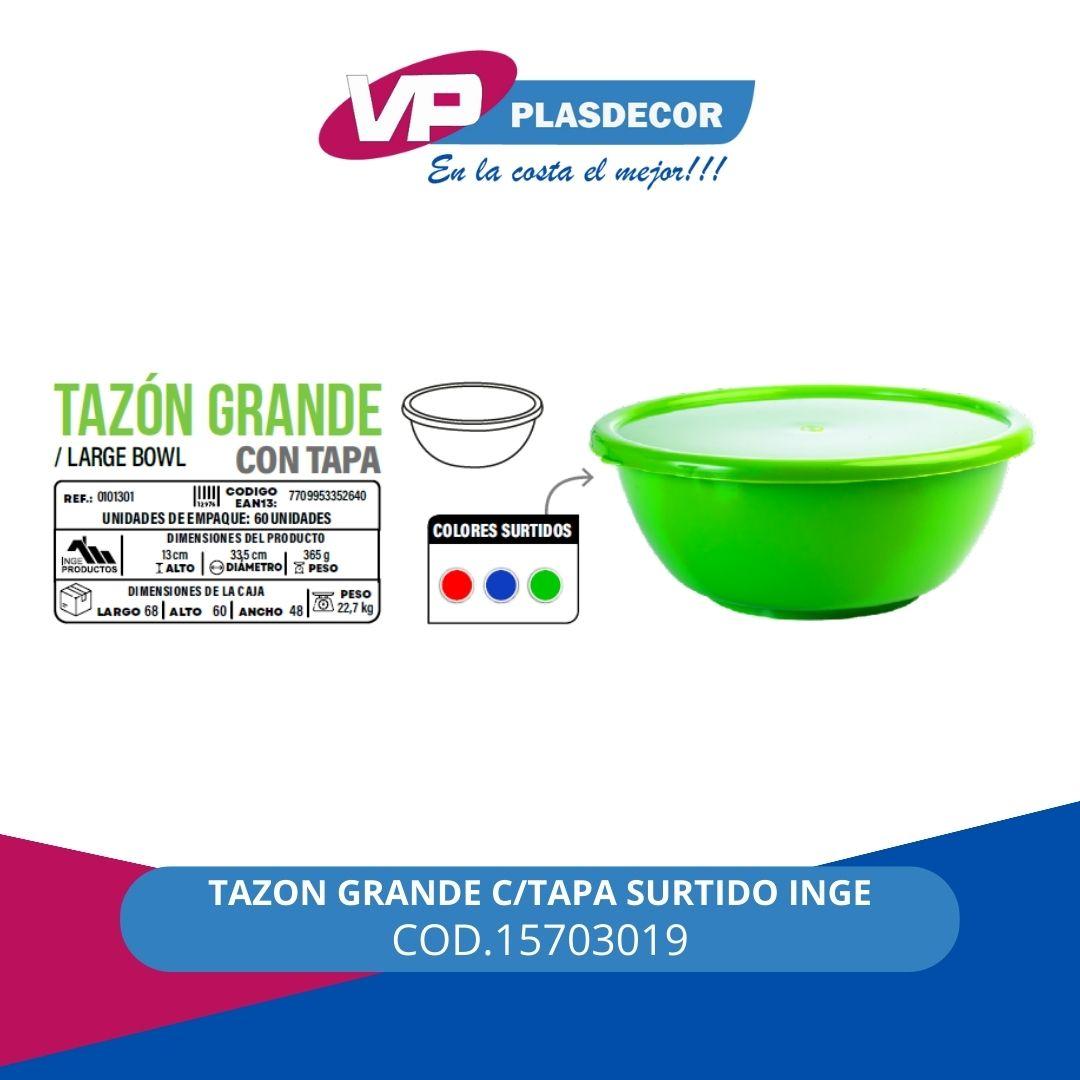 VP PLASDECOR
En la costa el mejor!!!
TAZÓN GRANDE
/ LARGE BOWL CON TAPA
REF.: 0101301 CODIGO EAN13: 7709953352640
UNIDADES DE EMPAQUE: 60 UNIDADES
DIMENSIONES DEL PRODUCTO
INGE PRODUCTOS
13 cm 33,5 cm 365 g
ALTO DIÁMETRO PESO
DIMENSIONES DE LA CAJA
LARGO 68 ALTO 60 ANCHO 48
PESO
22,7 kg
COLORES SURTIDOS
TAZON GRANDE C/TAPA SURTIDO INGE
COD.15703019